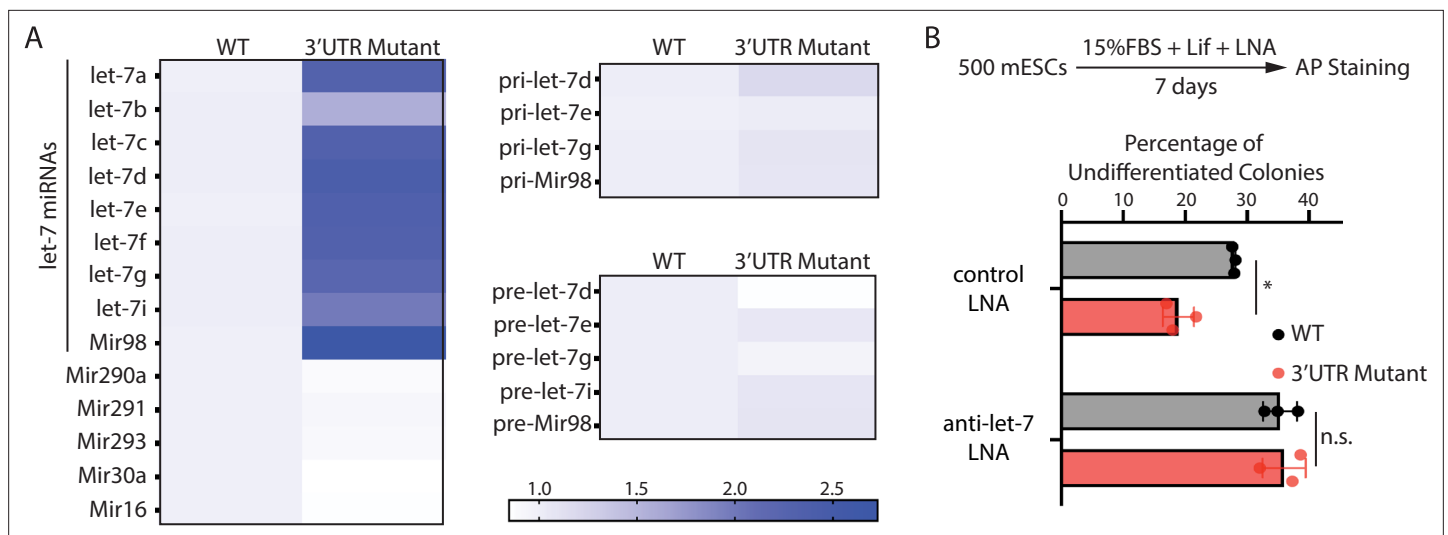 A
WT 3'UTR Mutant
let-7 miRNAs
let-7a
let-7b
let-7c
let-7d
let-7e
let-7f
let-7g
let-7i
Mir98
Mir290a
Mir291
Mir293
Mir30a
Mir16
WT 3'UTR Mutant
pri-let-7d
pri-let-7e
pri-let-7g
pri-Mir98
WT 3'UTR Mutant
pre-let-7d
pre-let-7e
pre-let-7g
pre-let-7i
pre-Mir98
1.0 1.5 2.0 2.5
B
500 mESCs 15%FBS + Lif + LNA AP Staining
7 days
Percentage of
Undifferentiated Colonies
0 10 20 30 40
control
LNA
*
WT
3'UTR Mutant
anti-let-7
LNA
n.s.